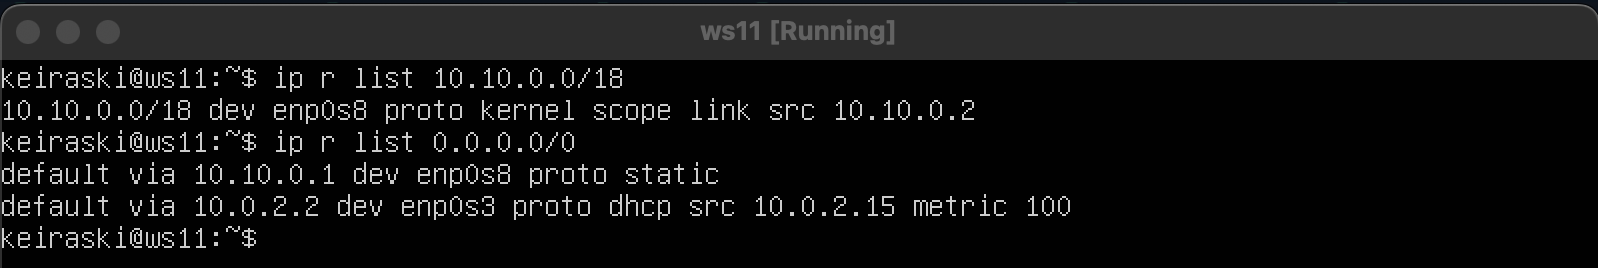 ws11 [Running]
keiraski@ws11:~$ ip r list 10.10.0.0/18
10.10.0.0/18 dev enp0s8 proto kernel scope link src 10.10.0.2
keiraski@ws11:~$ ip r list 0.0.0.0/0
default via 10.10.0.1 dev enp0s8 proto static
default via 10.0.2.2 dev enp0s3 proto dhcp src 10.0.2.15 metric 100
keiraski@ws11:~$